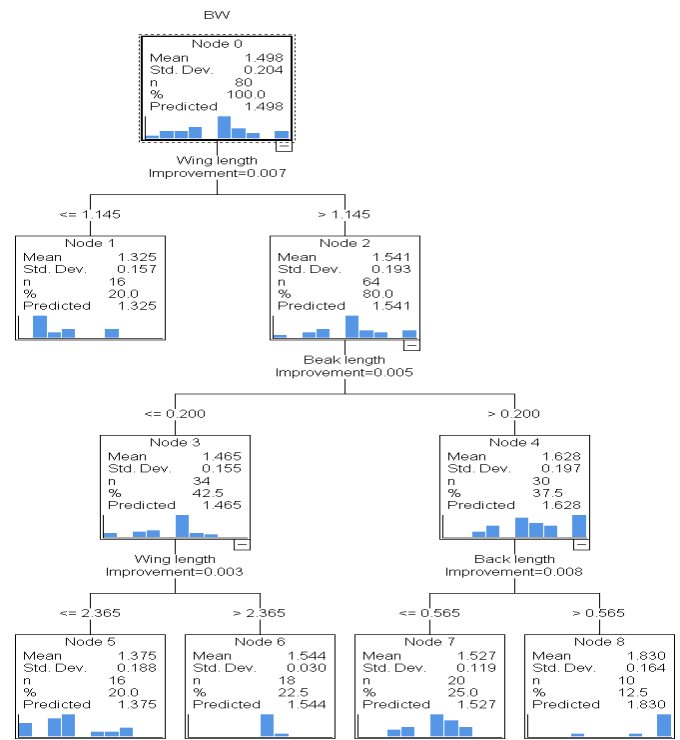 BW
Node 0
Mean 1.498
Std. Dev. 0.204
n 80
% 100.0
Predicted 1.498
Wing length
Improvement=0.007
<= 1.145
> 1.145
Node 1
Mean 1.325
Std. Dev. 0.157
n 16
% 20.0
Predicted 1.325
Node 2
Mean 1.541
Std. Dev. 0.193
n 64
% 80.0
Predicted 1.541
Beak length
Improvement=0.005
<= 0.200
> 0.200
Node 3
Mean 1.465
Std. Dev. 0.155
n 34
% 42.5
Predicted 1.465
Node 4
Mean 1.628
Std. Dev. 0.197
n 30
% 37.5
Predicted 1.628
Wing length
Improvement=0.003
Back length
Improvement=0.008
<= 2.365
> 2.365
<= 0.565
> 0.565
Node 5
Mean 1.375
Std. Dev. 0.188
n 16
% 20.0
Predicted 1.375
Node 6
Mean 1.544
Std. Dev. 0.030
n 18
% 22.5
Predicted 1.544
Node 7
Mean 1.527
Std. Dev. 0.119
n 20
% 25.0
Predicted 1.527
Node 8
Mean 1.830
Std. Dev. 0.164
n 10
% 12.5
Predicted 1.830